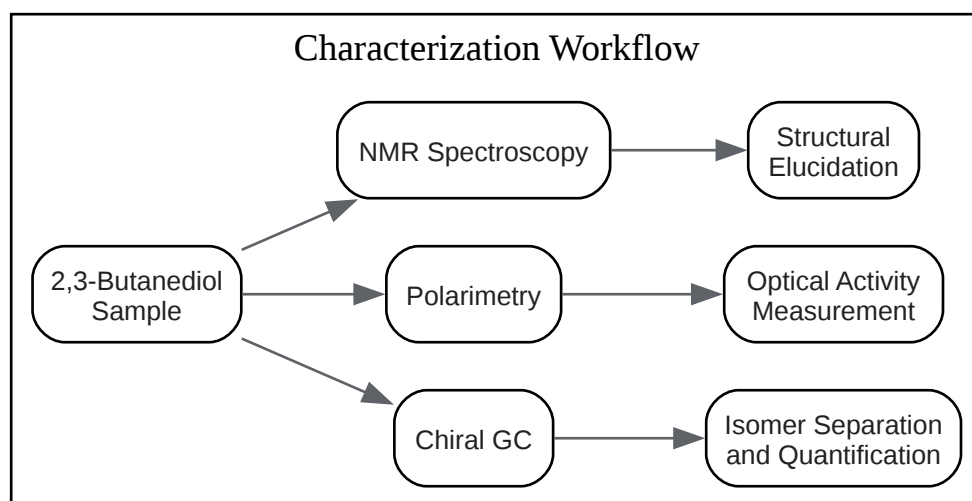 Characterization Workflow
NMR Spectroscopy
Structural
Elucidation
2,3-Butanediol
Sample
Polarimetry
Optical Activity
Measurement
Chiral GC
Isomer Separation
and Quantification